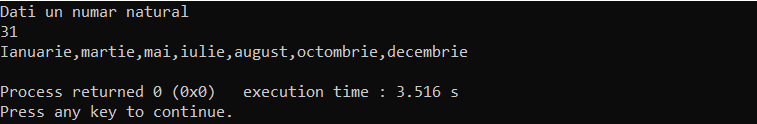 Dati un numar natural
31
Ianuarie,martie,mai,iulie,august,octombrie,decembrie
Process returned 0 (0x0)   execution time : 3.516 s
Press any key to continue.